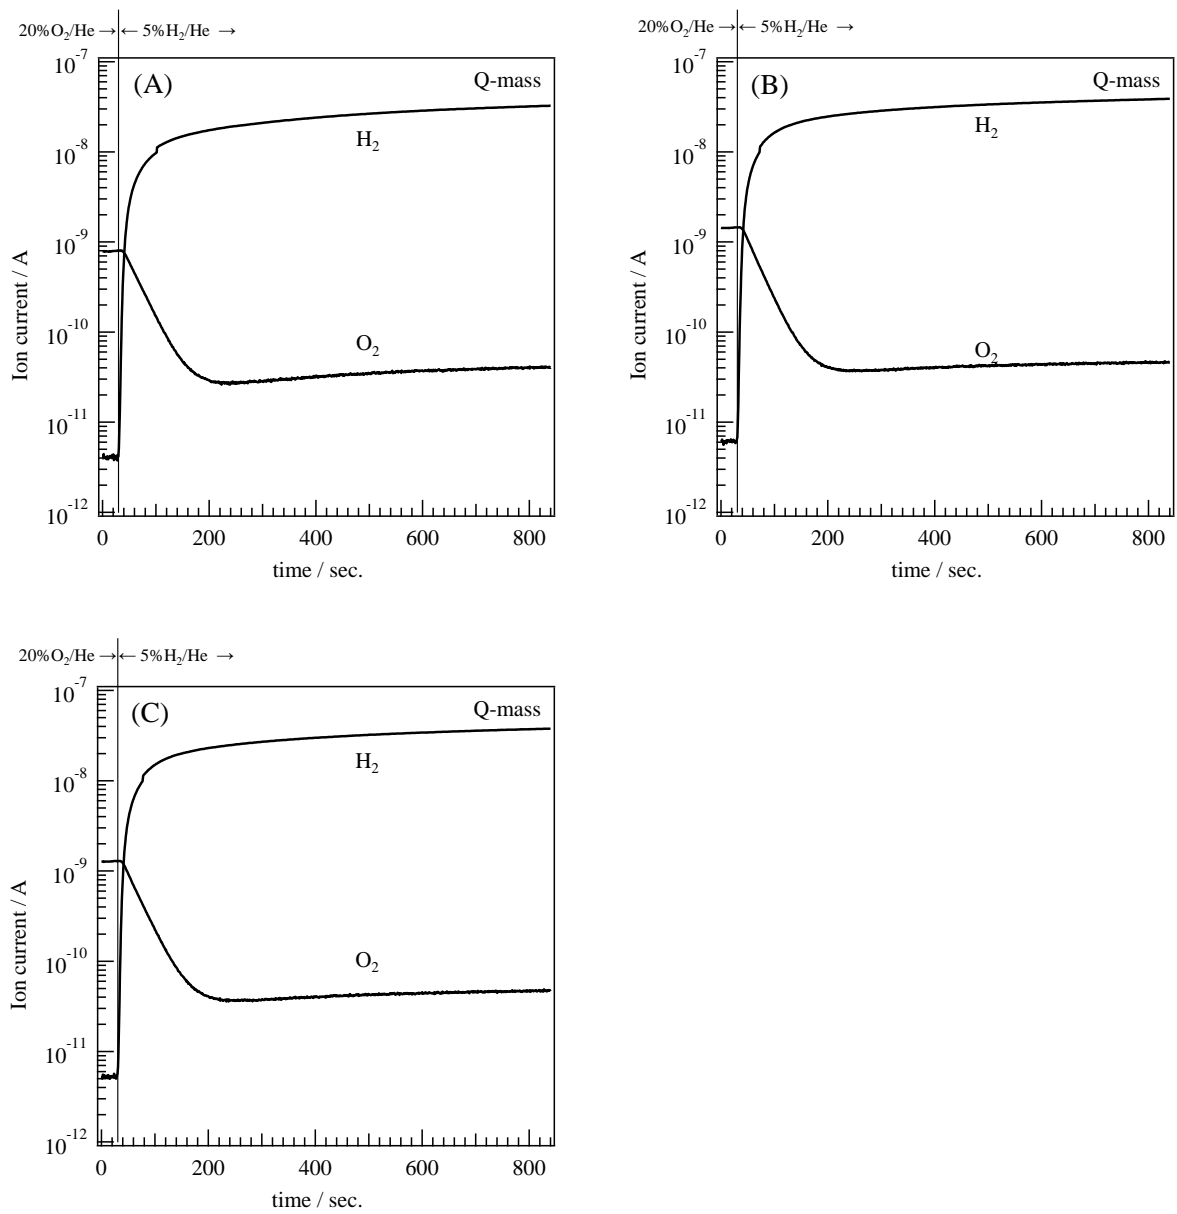 20%O₂/He → ← 5%H₂/He →
(A)
Q-mass
H₂
O₂
Ion current / A
10⁻⁷
10⁻⁸
10⁻⁹
10⁻¹⁰
10⁻¹¹
10⁻¹²
0 200 400 600 800
time / sec.
20%O₂/He → ← 5%H₂/He →
(B)
Q-mass
H₂
O₂
Ion current / A
10⁻⁷
10⁻⁸
10⁻⁹
10⁻¹⁰
10⁻¹¹
10⁻¹²
0 200 400 600 800
time / sec.
20%O₂/He → ← 5%H₂/He →
(C)
Q-mass
H₂
O₂
Ion current / A
10⁻⁷
10⁻⁸
10⁻⁹
10⁻¹⁰
10⁻¹¹
10⁻¹²
0 200 400 600 800
time / sec.